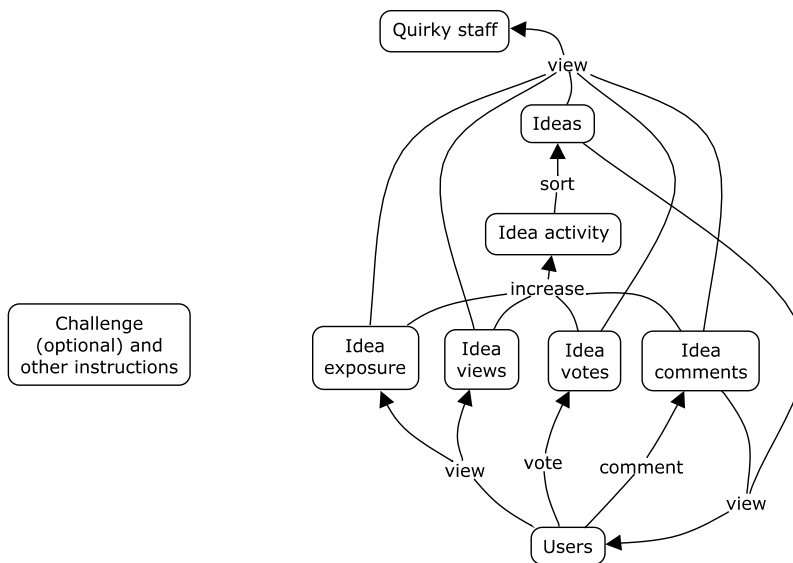 Quirky staff
view
Ideas
sort
Idea activity
increase
Challenge
(optional) and
other instructions
Idea
exposure
Idea
views
Idea
votes
Idea
comments
view
vote
comment
view
Users